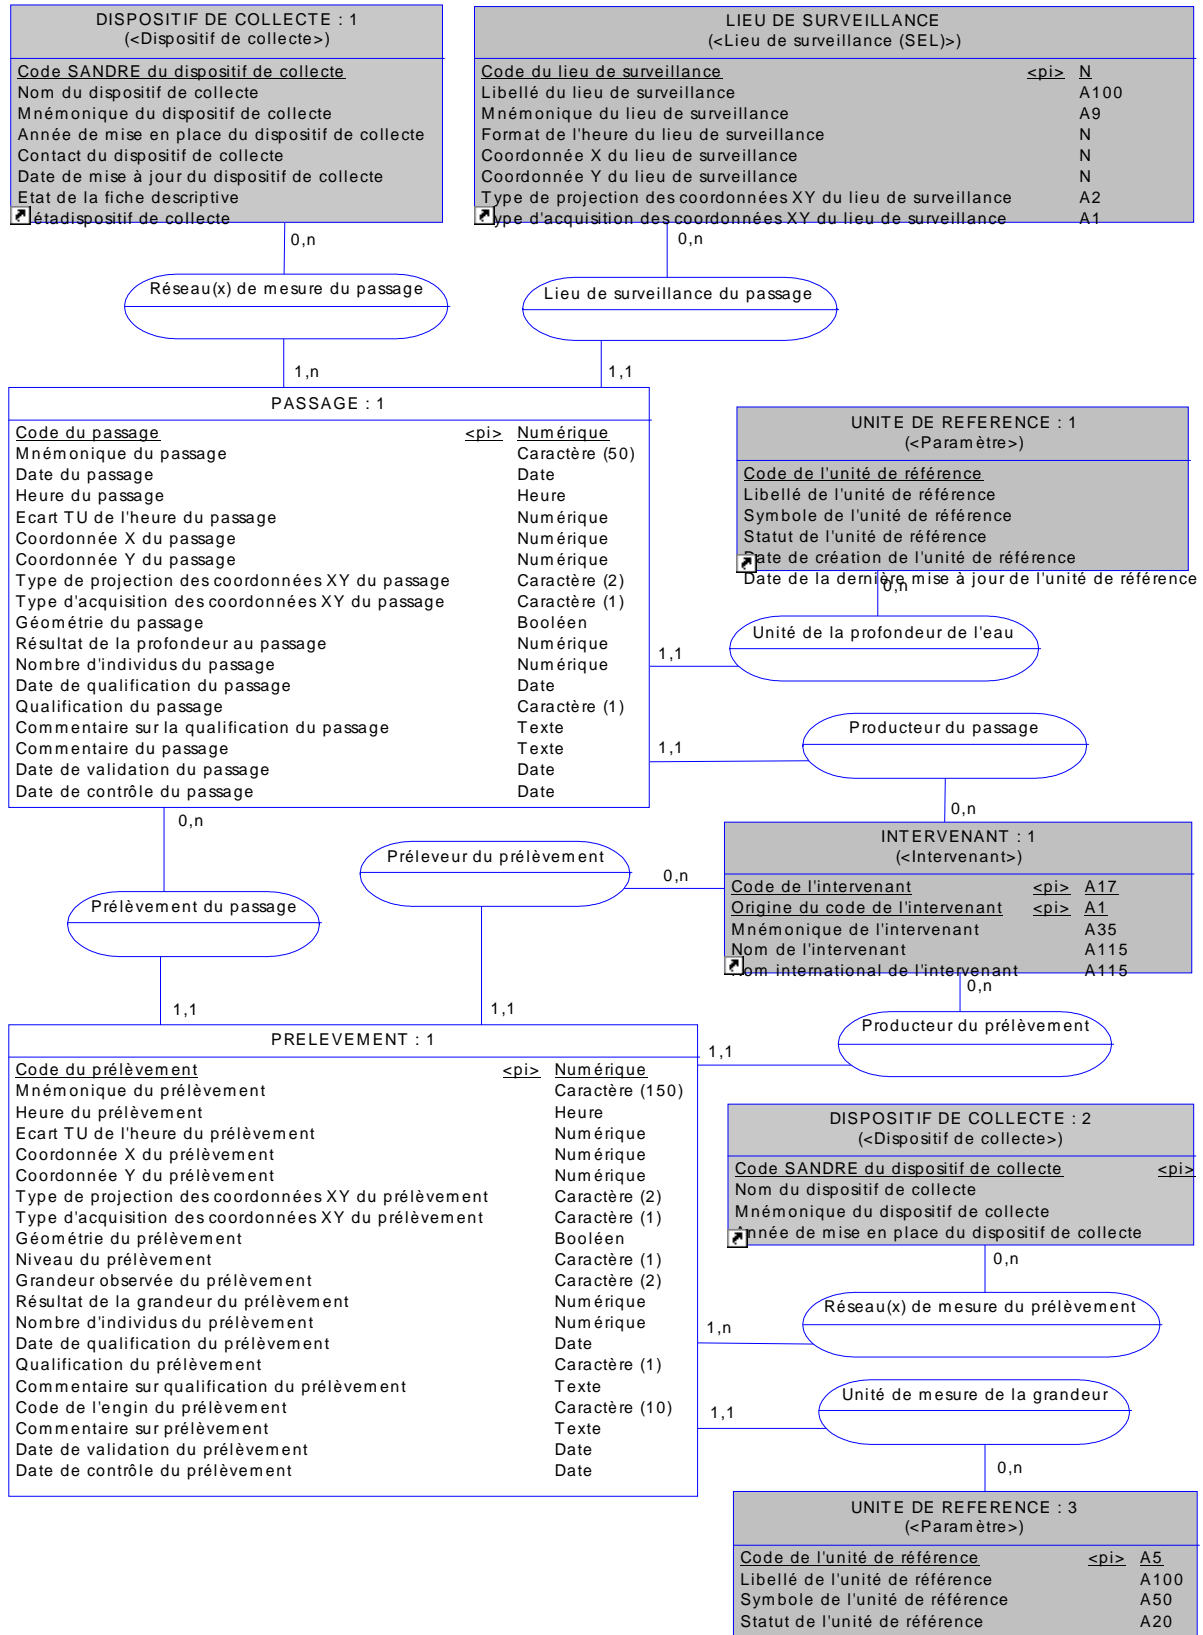 DISPOSITIF DE COLLECTE : 1
(<Dispositif de collecte>)
Code SANDRE du dispositif de collecte
Nom du dispositif de collecte
Mnémonique du dispositif de collecte
Année de mise en place du dispositif de collecte
Contact du dispositif de collecte
Date de mise à jour du dispositif de collecte
Etat de la fiche descriptive
étadispositif de collecte
LIEU DE SURVEILLANCE
(<Lieu de surveillance (SEL)>)
Code du lieu de surveillance <pi> N
Libellé du lieu de surveillance A100
Mnémonique du lieu de surveillance A9
Format de l'heure du lieu de surveillance N
Coordonnée X du lieu de surveillance N
Coordonnée Y du lieu de surveillance N
Type de projection des coordonnées XY du lieu de surveillance A2
ype d'acquisition des coordonnées XY du lieu de surveillance A1
0,n
0,n
Réseau(x) de mesure du passage
Lieu de surveillance du passage
1,n
1,1
PASSAGE : 1
Code du passage <pi> Numérique
Mnémonique du passage Caractère (50)
Date du passage Date
Heure du passage Heure
Ecart TU de l'heure du passage Numérique
Coordonnée X du passage Numérique
Coordonnée Y du passage Numérique
Type de projection des coordonnées XY du passage Caractère (2)
Type d'acquisition des coordonnées XY du passage Caractère (1)
Géométrie du passage Booléen
Résultat de la profondeur au passage Numérique
Nombre d'individus du passage Numérique
Date de qualification du passage Date
Qualification du passage Caractère (1)
Commentaire sur la qualification du passage Texte
Commentaire du passage Texte
Date de validation du passage Date
Date de contrôle du passage Date
UNITE DE REFERENCE : 1
(<Paramètre>)
Code de l'unité de référence
Libellé de l'unité de référence
Symbole de l'unité de référence
Statut de l'unité de référence
ate de création de l'unité de référence
Date de la dernière mise à jour de l'unité de référence
0,n
Unité de la profondeur de l'eau
1,1
Producteur du passage
1,1
0,n
0,n
INTERVENANT : 1
(<Intervenant>)
Code de l'intervenant <pi> A17
Origine du code de l'intervenant <pi> A1
Mnémonique de l'intervenant A35
Nom de l'intervenant A115
om international de l'intervenant A115
Préleveur du prélèvement
0,n
Prélèvement du passage
0,n
1,1
1,1
Producteur du prélèvement
1,1
PRELEVEMENT : 1
Code du prélèvement <pi> Numérique
Mnémonique du prélèvement Caractère (150)
Heure du prélèvement Heure
Ecart TU de l'heure du prélèvement Numérique
Coordonnée X du prélèvement Numérique
Coordonnée Y du prélèvement Numérique
Type de projection des coordonnées XY du prélèvement Caractère (2)
Type d'acquisition des coordonnées XY du prélèvement Caractère (1)
Géométrie du prélèvement Booléen
Niveau du prélèvement Caractère (1)
Grandeur observée du prélèvement Caractère (2)
Résultat de la grandeur du prélèvement Numérique
Nombre d'individus du prélèvement Numérique
Date de qualification du prélèvement Date
Qualification du prélèvement Caractère (1)
Commentaire sur qualification du prélèvement Texte
Code de l'engin du prélèvement Caractère (10)
Commentaire sur prélèvement Texte
Date de validation du prélèvement Date
Date de contrôle du prélèvement Date
DISPOSITIF DE COLLECTE : 2
(<Dispositif de collecte>)
Code SANDRE du dispositif de collecte <pi>
Nom du dispositif de collecte
Mnémonique du dispositif de collecte
nnée de mise en place du dispositif de collecte
0,n
Réseau(x) de mesure du prélèvement
1,n
Unité de mesure de la grandeur
1,1
0,n
UNITE DE REFERENCE : 3
(<Paramètre>)
Code de l'unité de référence <pi> A5
Libellé de l'unité de référence A100
Symbole de l'unité de référence A50
Statut de l'unité de référence A20